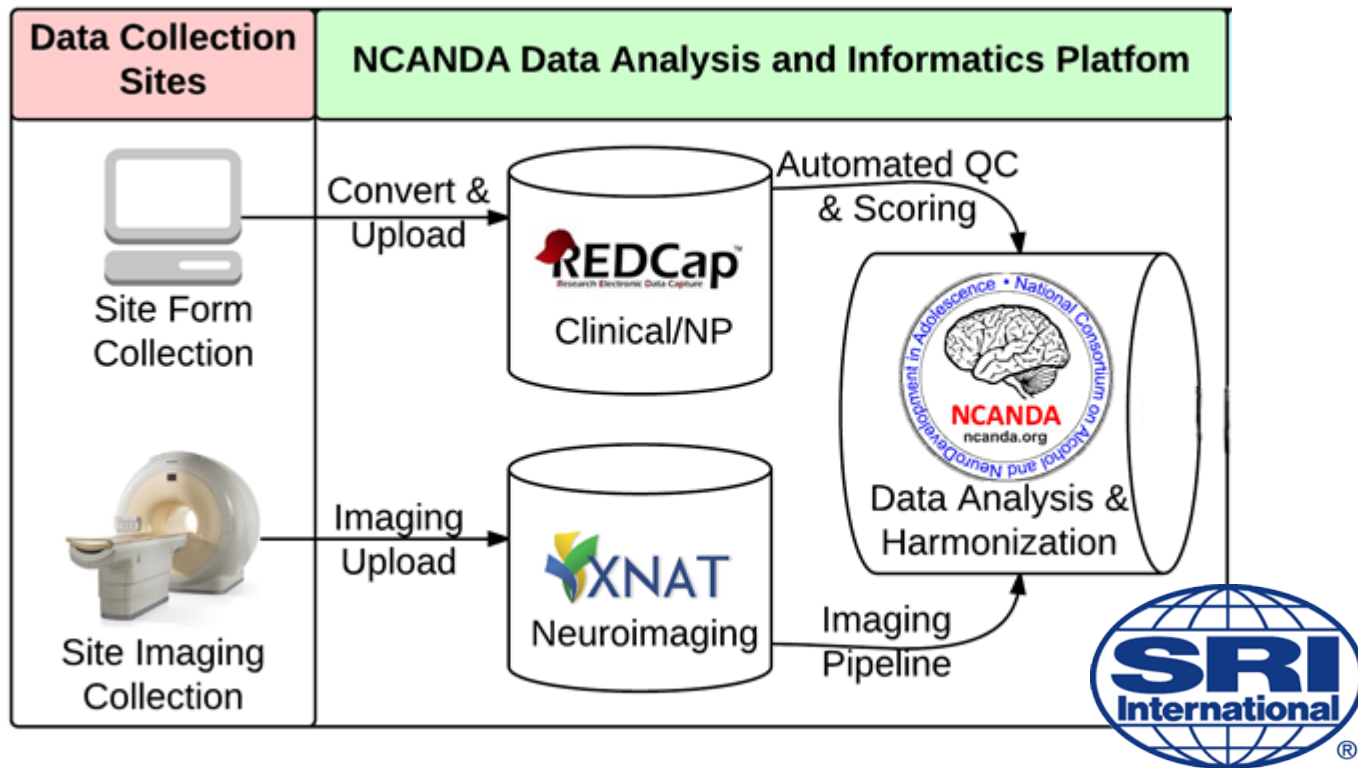 Data Collection
Sites
NCANDA Data Analysis and Informatics Platfom
Site Form
Collection
Convert &
Upload
REDCap™
Research Electronic Data Capture
Clinical/NP
Automated QC
& Scoring
National Consortium on Alcohol and NeuroDevelopment in Adolescence •
NCANDA
ncanda.org
Data Analysis &
Harmonization
Site Imaging
Collection
Imaging
Upload
XNAT
Neuroimaging
Imaging
Pipeline
SRI
International
®